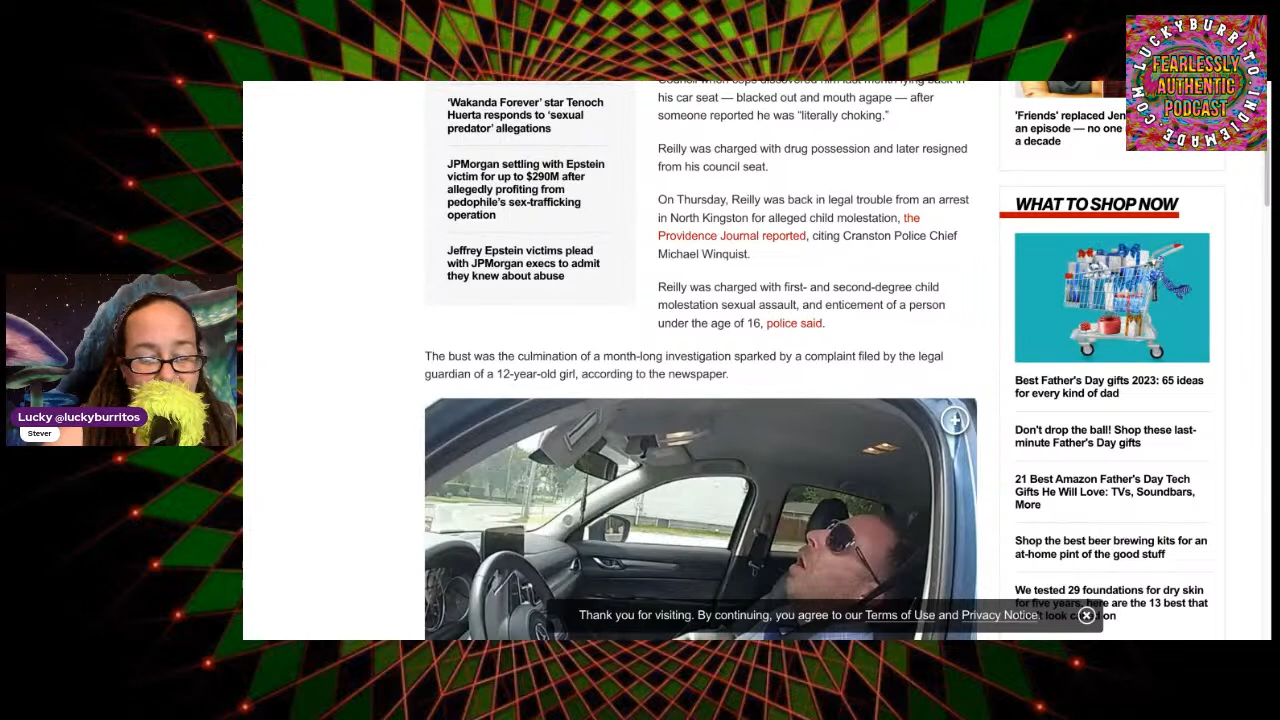 'Wakanda Forever' star Tenoch
Huerta responds to 'sexual
predator' allegations
JPMorgan settling with Epstein
victim for up to $290M after
allegedly profiting from
pedophile's sex-trafficking
operation
Jeffrey Epstein victims plead
with JPMorgan execs to admit
they knew about abuse
Council when cops discovered him last month lying back in
his car seat — blacked out and mouth agape — after
someone reported he was "literally choking."
Reilly was charged with drug possession and later resigned
from his council seat.
On Thursday, Reilly was back in legal trouble from an arrest
in North Kingston for alleged child molestation, the
Providence Journal reported, citing Cranston Police Chief
Michael Winquist.
Reilly was charged with first- and second-degree child
molestation sexual assault, and enticement of a person
under the age of 16, police said.
The bust was the culmination of a month-long investigation sparked by a complaint filed by the legal
guardian of a 12-year-old girl, according to the newspaper.
'Friends' replaced Jen
an episode — no one
a decade
WHAT TO SHOP NOW
Best Father's Day gifts 2023: 65 ideas
for every kind of dad
Don't drop the ball! Shop these last-
minute Father's Day gifts
21 Best Amazon Father's Day Tech
Gifts He Will Love: TVs, Soundbars,
More
Shop the best beer brewing kits for an
at-home pint of the good stuff
We tested 29 foundations for dry skin
for five years, here are the 13 best that
look on
Thank you for visiting. By continuing, you agree to our Terms of Use and Privacy Notice.
LUCKYBURRITO.INDIEMADE.COM
FEARLESSLY
AUTHENTIC
PODCAST
Lucky @luckyburritos
Stever